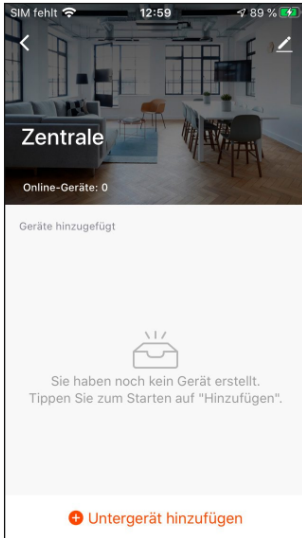 SIM fehlt 12:59 89 %
Zentrale
Online-Geräte: 0
Geräte hinzugefügt
Sie haben noch kein Gerät erstellt.
Tippen Sie zum Starten auf "Hinzufügen".
Untergerät hinzufügen